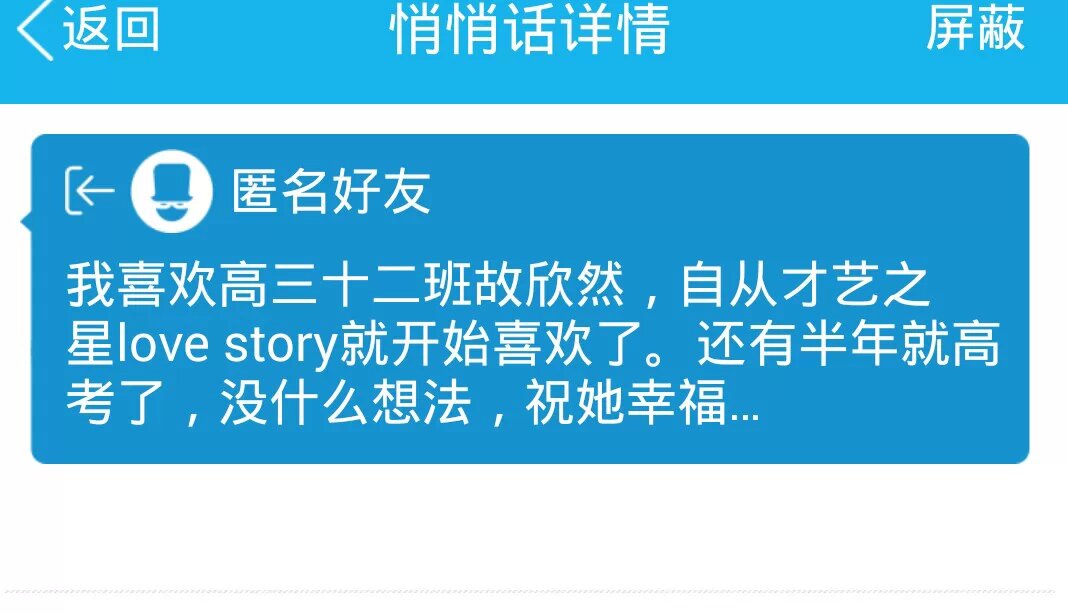 返回 悄悄话详情 屏蔽
匿名好友
我喜欢高三十二班故欣然，自从才艺之
星love story就开始喜欢了。还有半年就高
考了，没什么想法，祝她幸福...